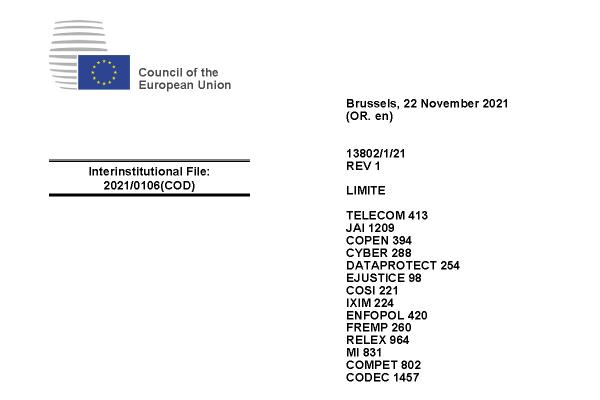 Council of the
European Union
Brussels, 22 November 2021
(OR. en)
Interinstitutional File:
2021/0106(COD)
13802/1/21
REV 1
LIMITE
TELECOM 413
JAI 1209
COPEN 394
CYBER 288
DATAPROTECT 254
EJUSTICE 98
COSI 221
IXIM 224
ENFOPOL 420
FREMP 260
RELEX 964
MI 831
COMPET 802
CODEC 1457